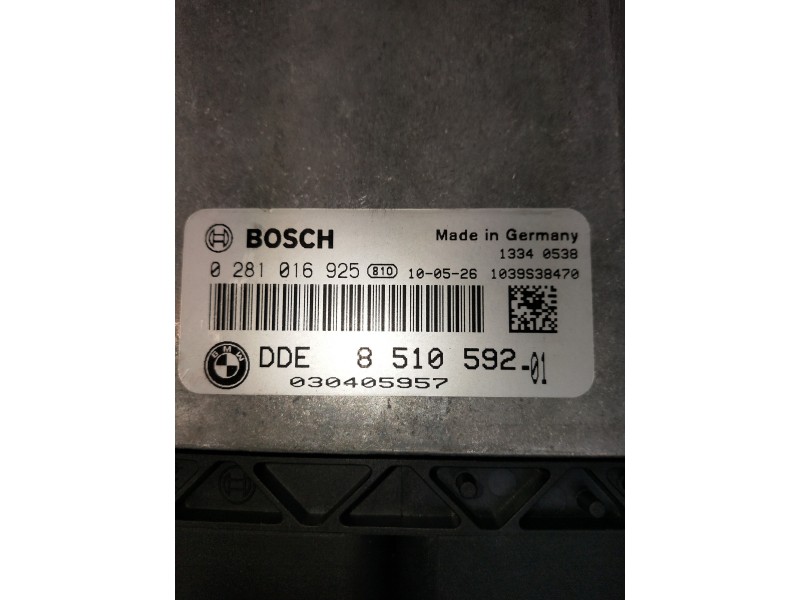 BOSCH
Made in Germany
1334 0538
0 281 016 925 810 10-05-26 1039S38470
BMW DDE 8 510 592-01
030405957